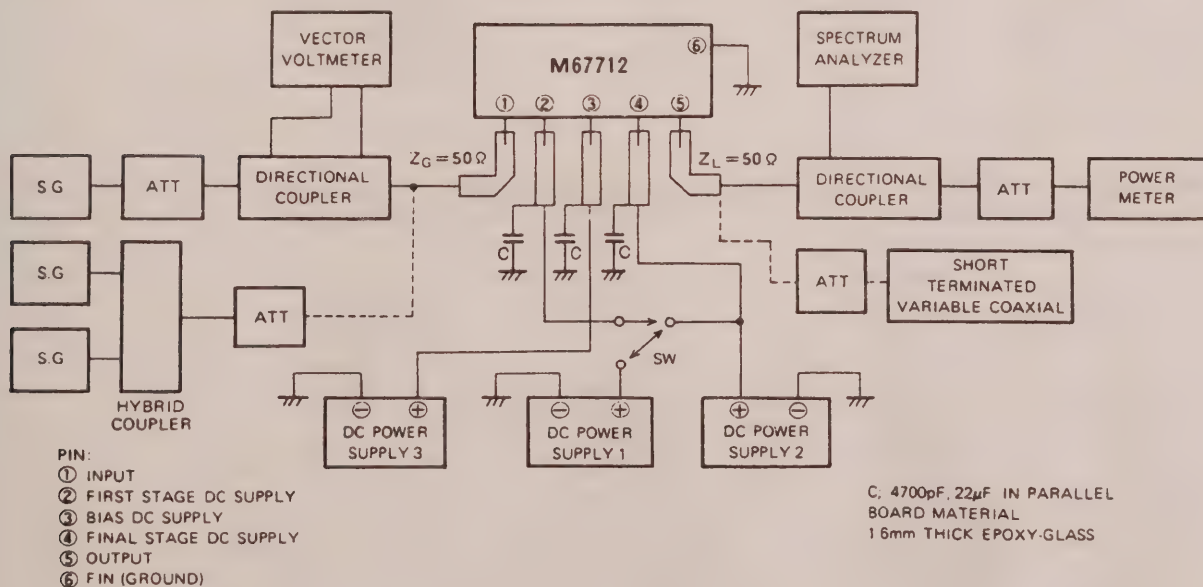 VECTOR
VOLTMETER
M67712
⑥
SPECTRUM
ANALYZER
① ② ③ ④ ⑤
Z_G = 50Ω
Z_L = 50Ω
S.G
ATT
DIRECTIONAL
COUPLER
DIRECTIONAL
COUPLER
ATT
POWER
METER
C C C
S.G
ATT
ATT
SHORT
TERMINATED
VARIABLE COAXIAL
S.G
SW
HYBRID
COUPLER
⊖ ⊕
DC POWER
SUPPLY 3
⊖ ⊕
DC POWER
SUPPLY 1
⊕ ⊖
DC POWER
SUPPLY 2
PIN:
① INPUT
② FIRST STAGE DC SUPPLY
③ BIAS DC SUPPLY
④ FINAL STAGE DC SUPPLY
⑤ OUTPUT
⑥ FIN (GROUND)
C, 4700pF, 22μF IN PARALLEL
BOARD MATERIAL
1.6mm THICK EPOXY-GLASS